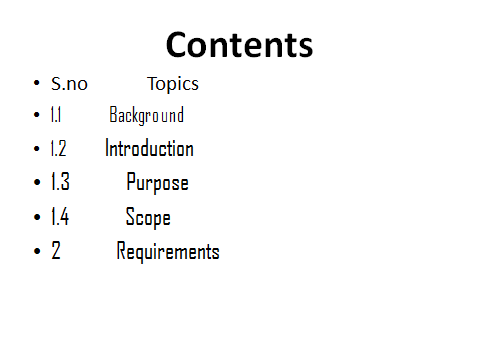 Contents
• S.no Topics
• 1.1 Background
• 1.2 Introduction
• 1.3 Purpose
• 1.4 Scope
• 2 Requirements